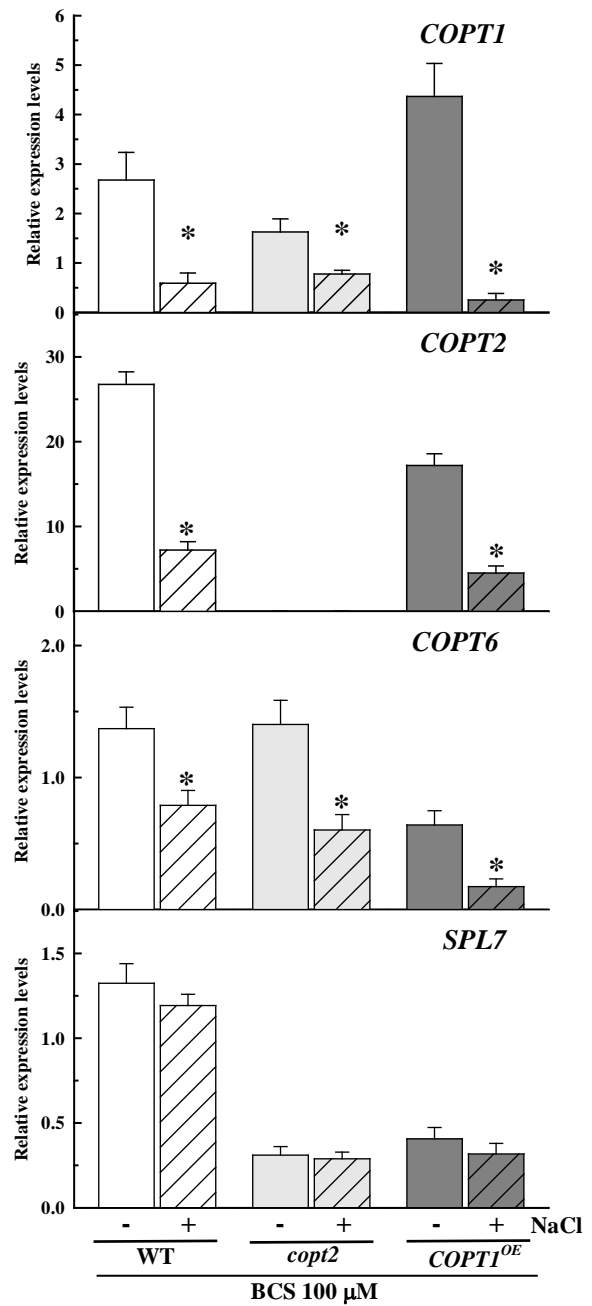 COPT1
6
5
4
3
2
1
0
Relative expression levels
* * *
COPT2
30
20
10
0
Relative expression levels
* *
COPT6
2.0
1.0
0.0
Relative expression levels
* * *
SPL7
1.5
1.0
0.5
0.0
Relative expression levels
- + - + - + NaCl
WT copt2 COPT1OE
BCS 100 µM